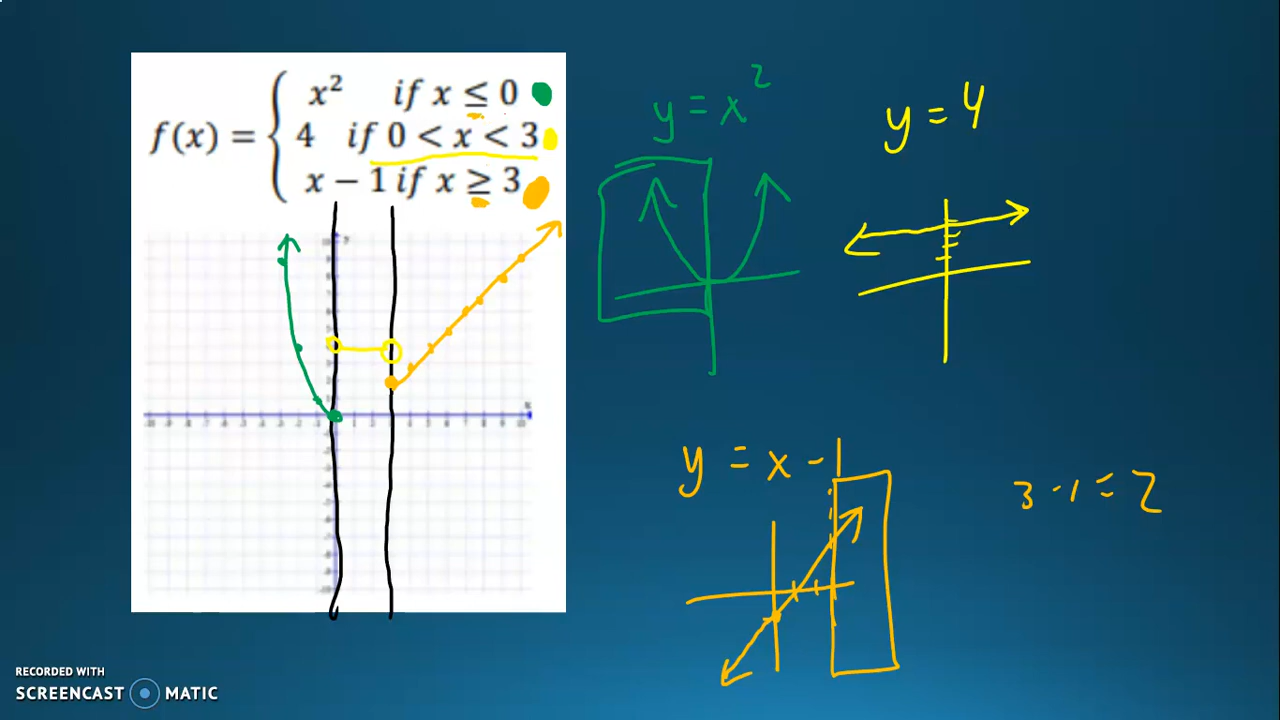 f(x) = { x² if x ≤ 0
4 if 0 < x < 3
x − 1 if x ≥ 3
y = x²
y = 4
y = x - 1
3 - 1 = 2
RECORDED WITH
SCREENCAST MATIC